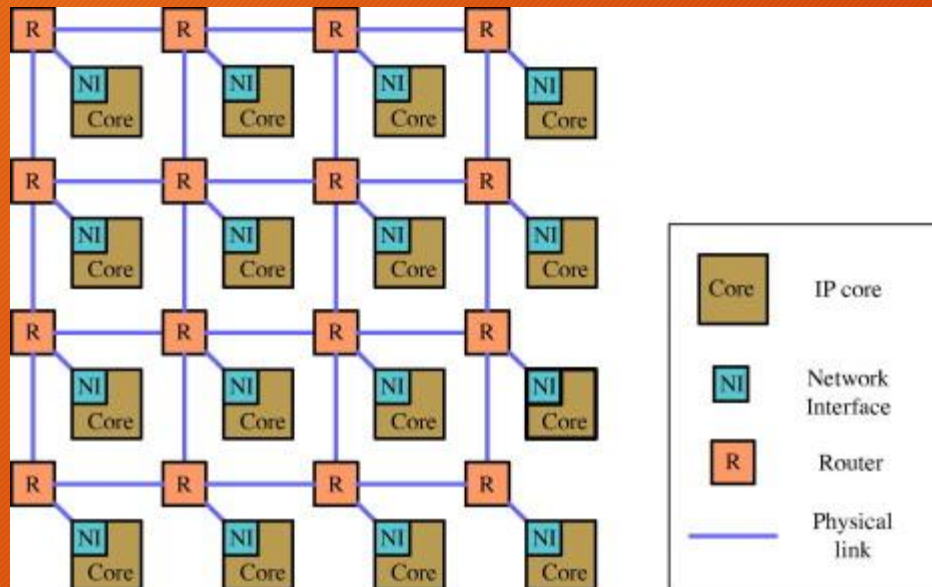 R R R R
NI NI NI NI
Core Core Core Core
R R R R
NI NI NI NI
Core Core Core Core
R R R R
NI NI NI NI
Core Core Core Core
R R R R
NI NI NI NI
Core Core Core Core
Core IP core
NI Network
Interface
R Router
Physical
link